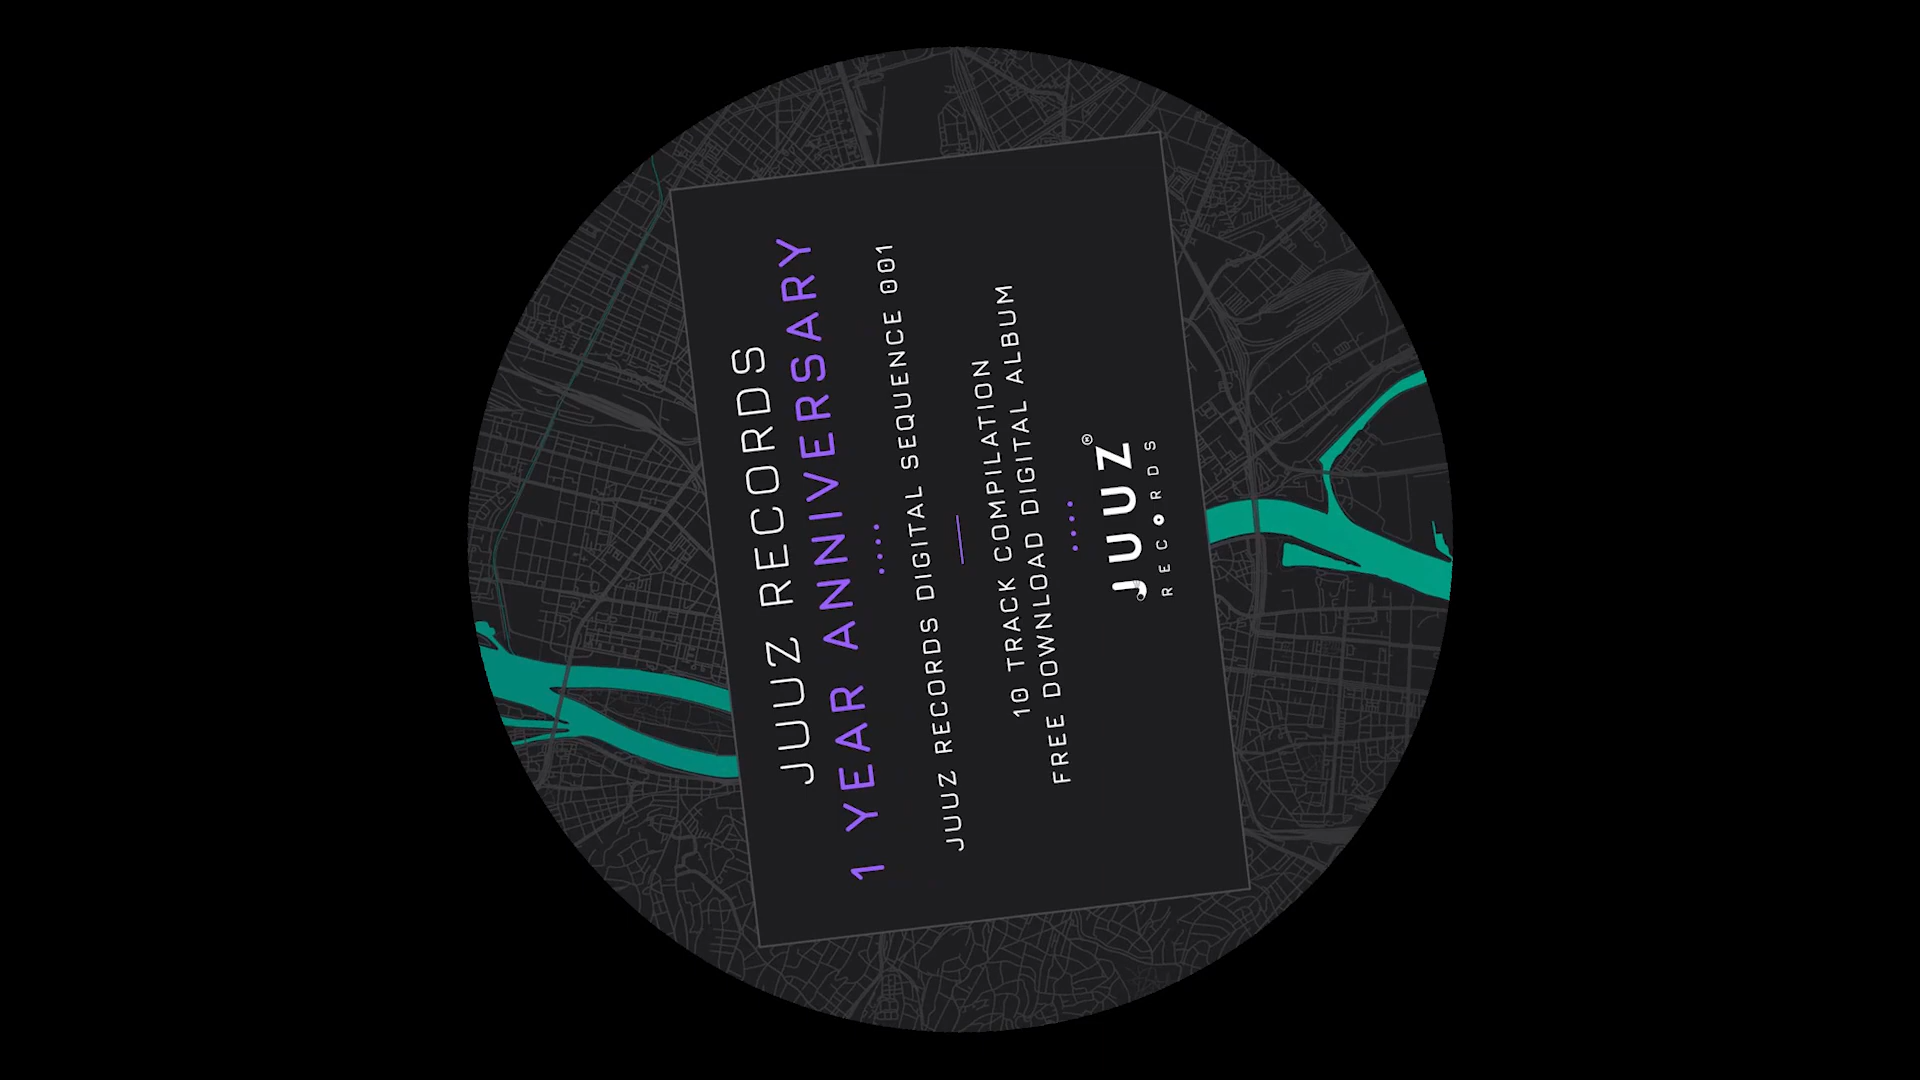 JUUZ RECORDS
1 YEAR ANNIVERSARY
JUUZ RECORDS DIGITAL SEQUENCE 001
10 TRACK COMPILATION
FREE DOWNLOAD DIGITAL ALBUM
JUUZ®
RECORDS